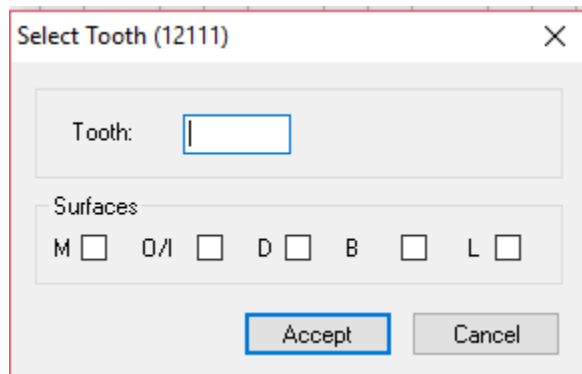 Select Tooth (12111)
Tooth:
Surfaces
M O/I D B L
Accept Cancel